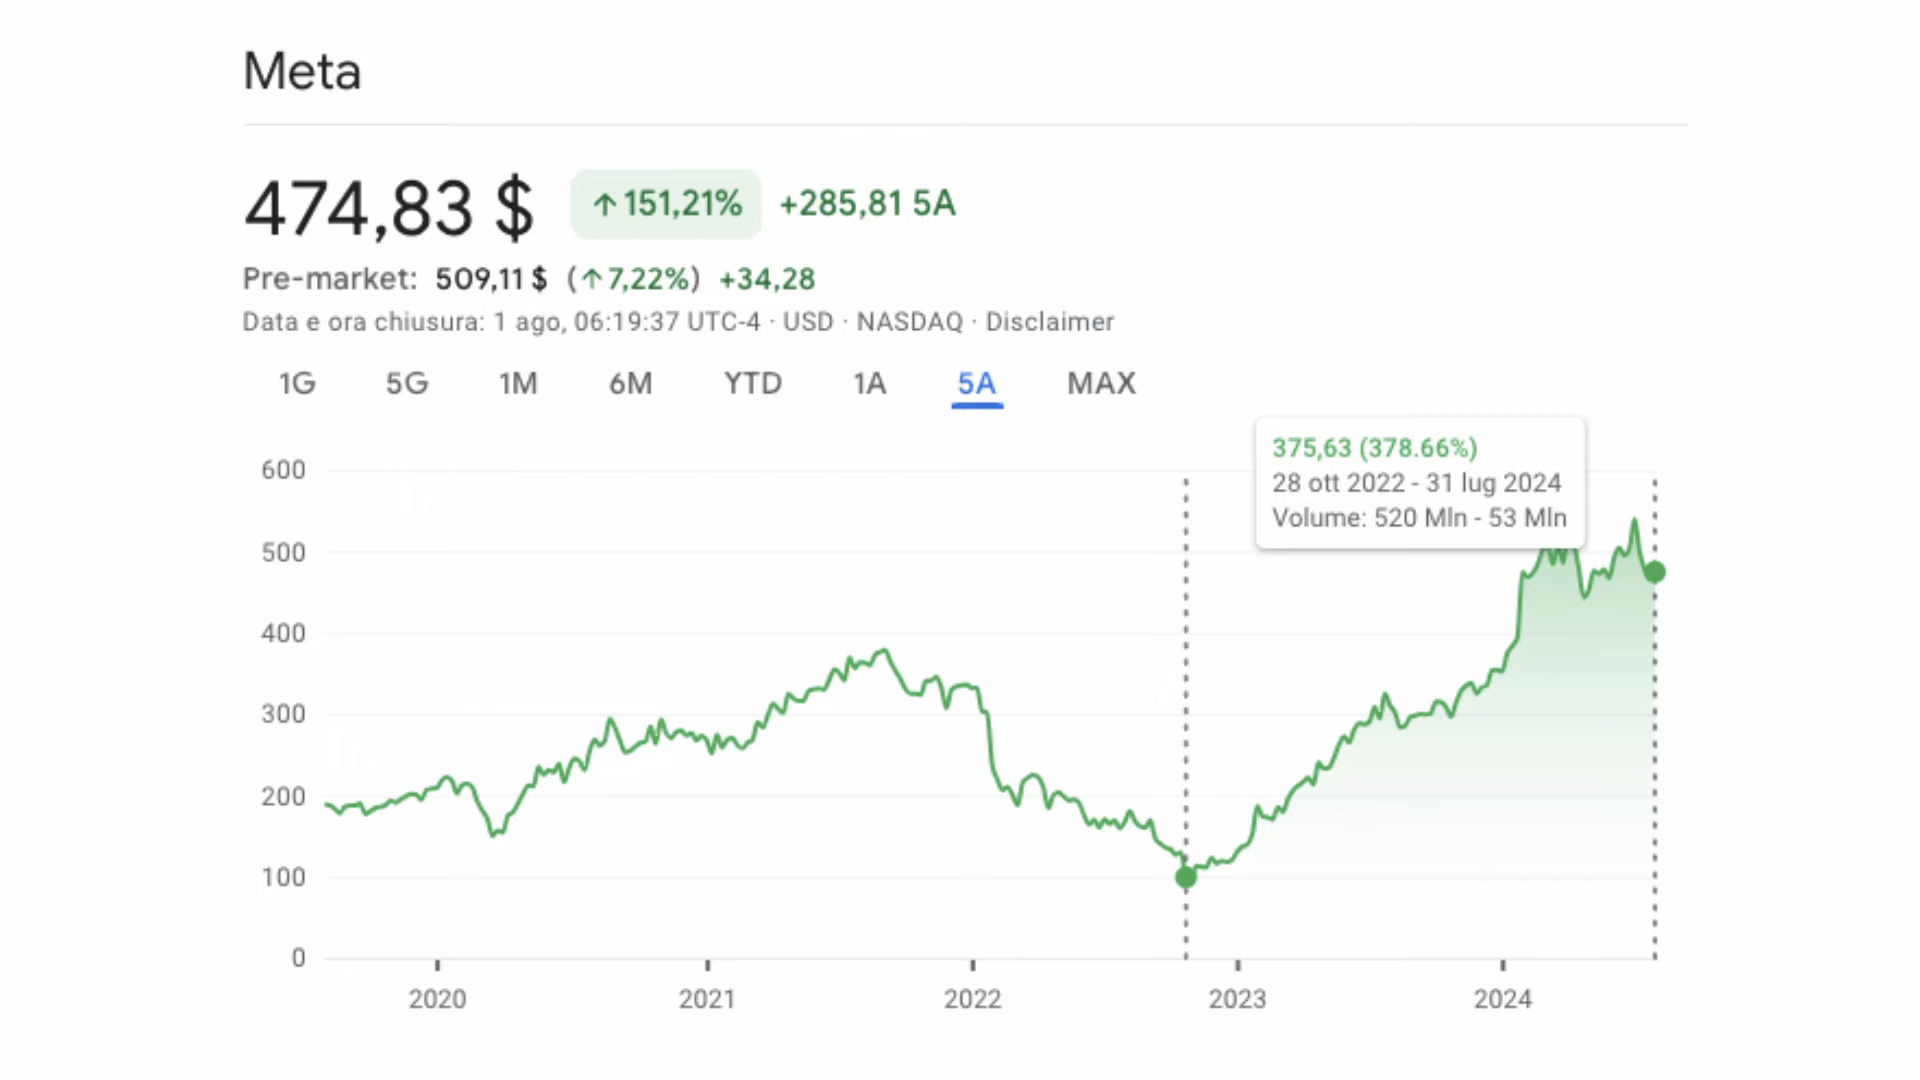 Meta
474,83 $ ↑ 151,21% +285,81 5A
Pre-market: 509,11 $ (↑ 7,22%) +34,28
Data e ora chiusura: 1 ago, 06:19:37 UTC-4 · USD · NASDAQ · Disclaimer
1G 5G 1M 6M YTD 1A 5A MAX
375,63 (378.66%)
28 ott 2022 - 31 lug 2024
Volume: 520 Mln - 53 Mln
600
500
400
300
200
100
0
2020 2021 2022 2023 2024